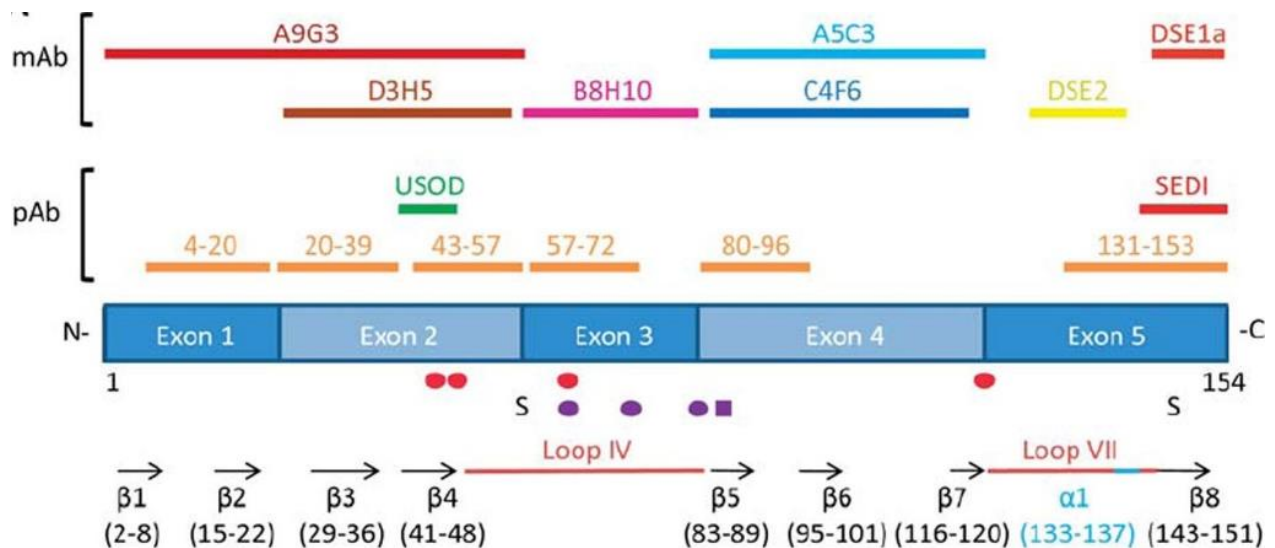 A9G3 A5C3 DSE1a
mAb
D3H5 B8H10 C4F6 DSE2
USOD SEDI
pAb
4-20 20-39 43-57 57-72 80-96 131-153
N- Exon 1 Exon 2 Exon 3 Exon 4 Exon 5 -C
1 154
S S
Loop IV Loop VII
β1 β2 β3 β4 β5 β6 β7 α1 β8
(2-8) (15-22) (29-36) (41-48) (83-89) (95-101) (116-120) (133-137) (143-151)